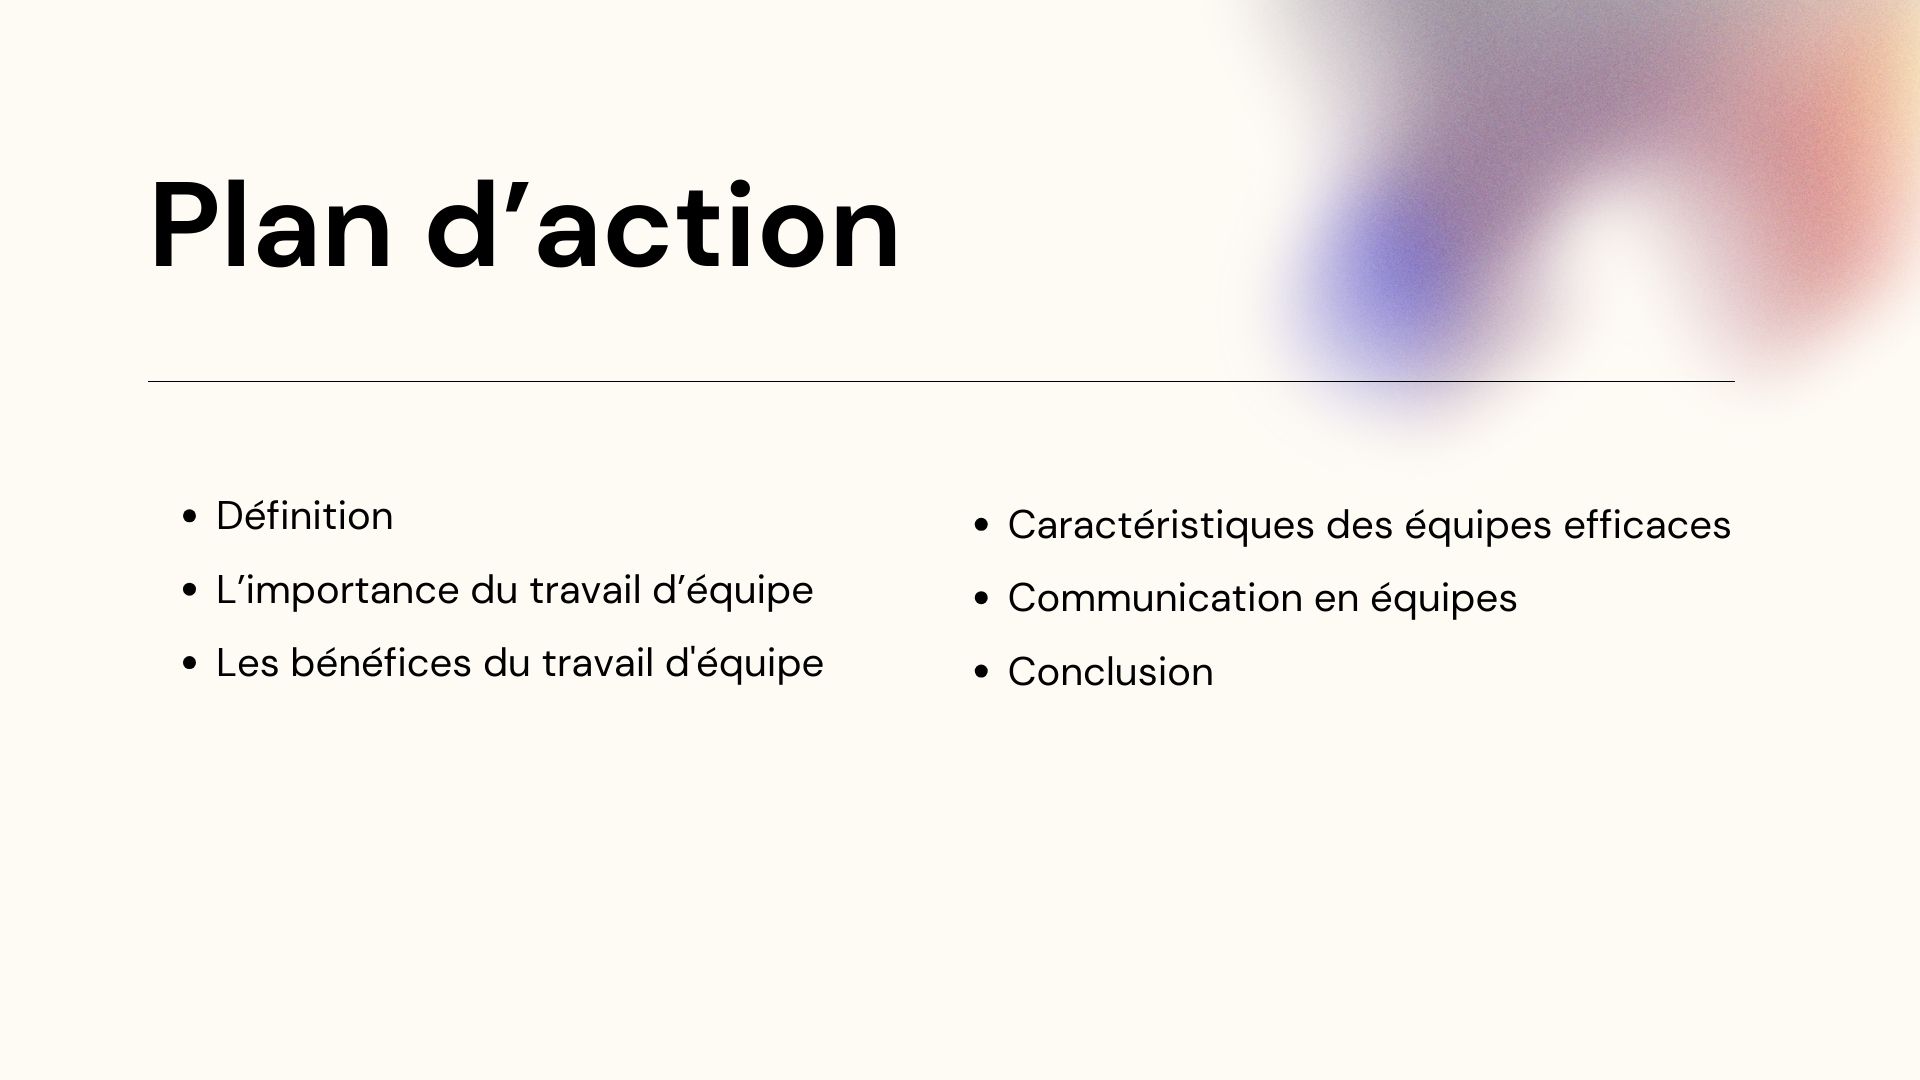 Plan d’action
• Définition
• L’importance du travail d’équipe
• Les bénéfices du travail d'équipe
• Caractéristiques des équipes efficaces
• Communication en équipes
• Conclusion